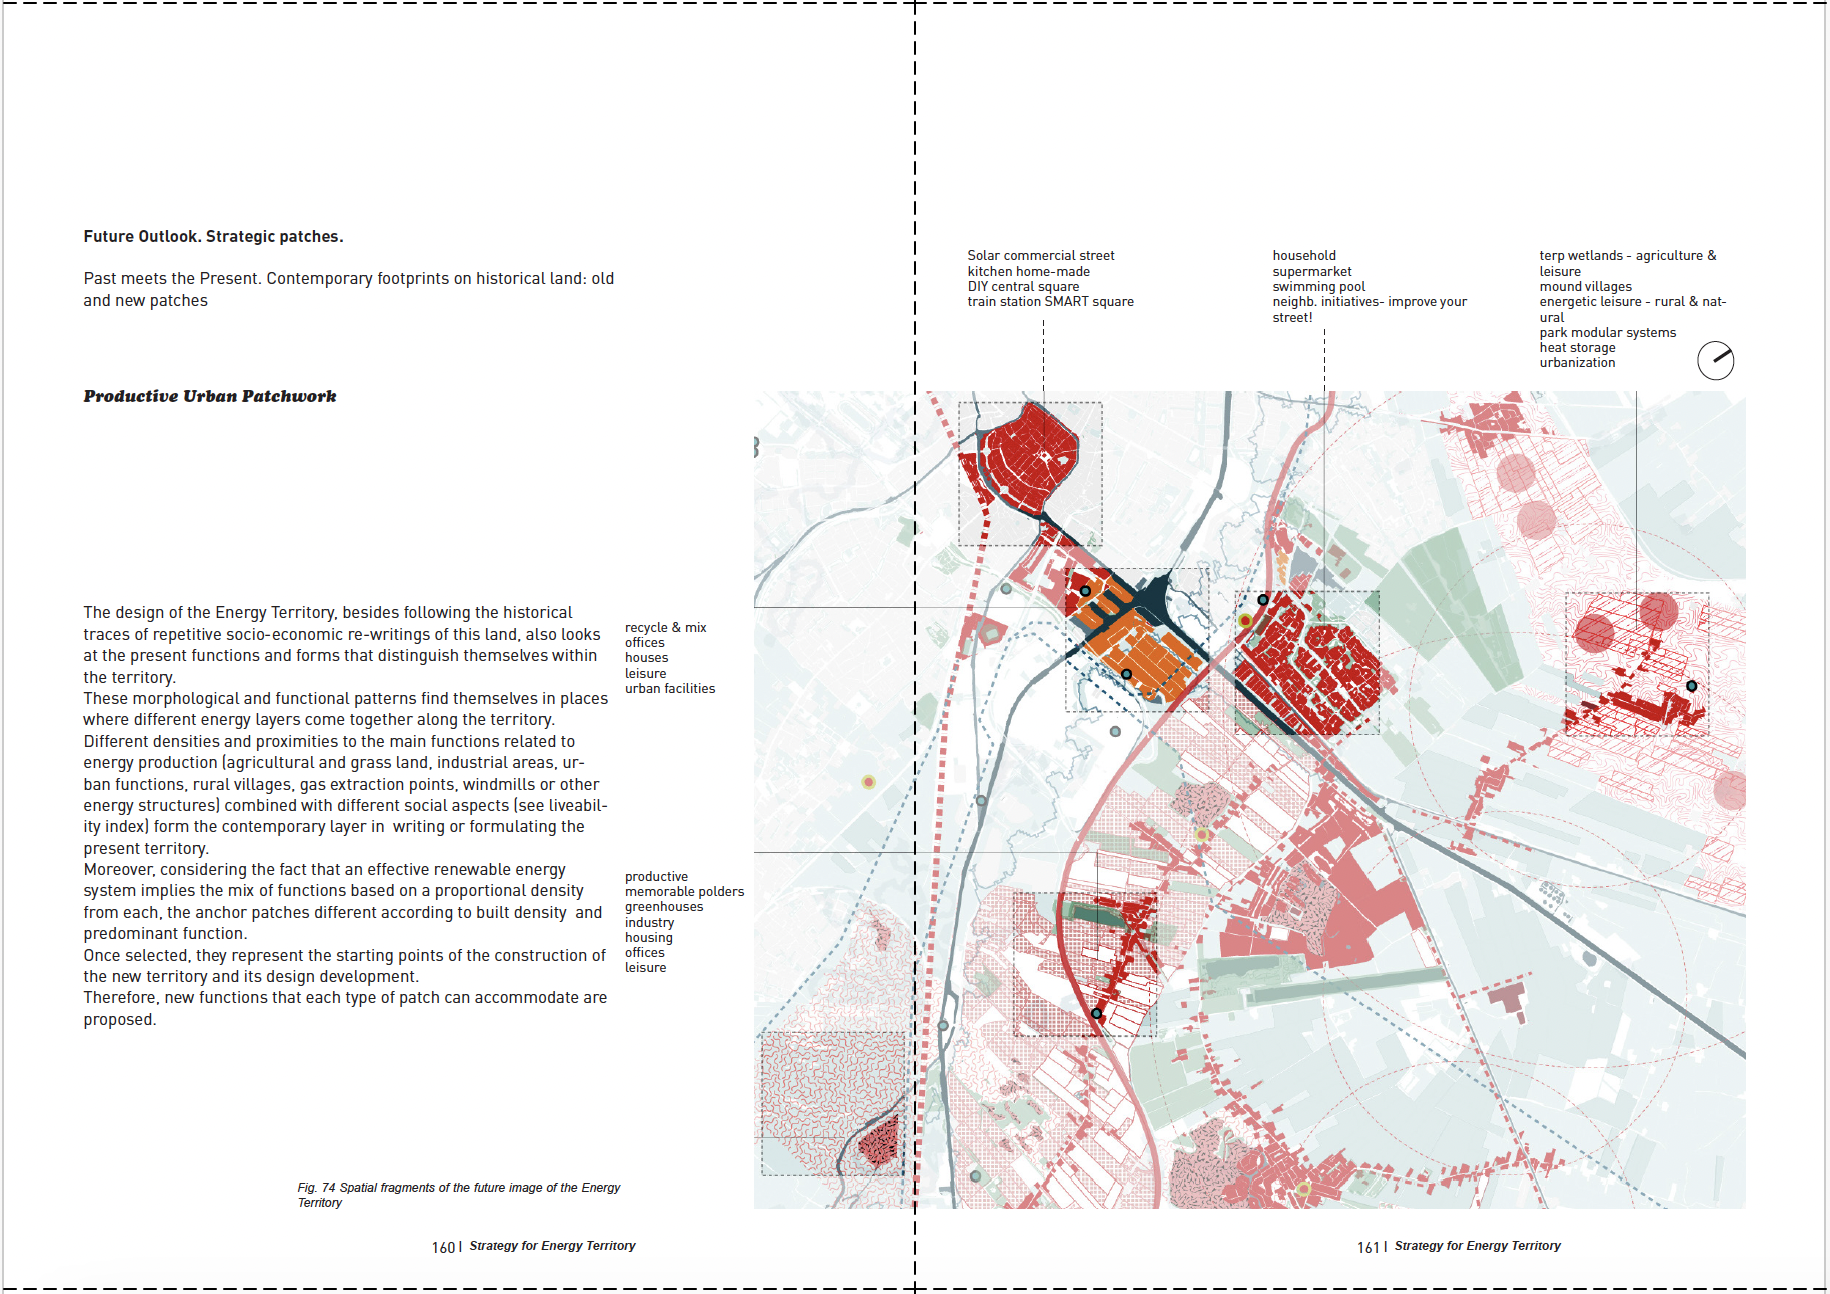 Future Outlook. Strategic patches.
Past meets the Present. Contemporary footprints on historical land: old
and new patches
Productive Urban Patchwork
The design of the Energy Territory, besides following the historical
traces of repetitive socio-economic re-writings of this land, also looks
at the present functions and forms that distinguish themselves within
the territory.
These morphological and functional patterns find themselves in places
where different energy layers come together along the territory.
Different densities and proximities to the main functions related to
energy production (agricultural and grass land, industrial areas, ur-
ban functions, rural villages, gas extraction points, windmills or other
energy structures) combined with different social aspects (see liveabil-
ity index) form the contemporary layer in  writing or formulating the
present territory.
Moreover, considering the fact that an effective renewable energy
system implies the mix of functions based on a proportional density
from each, the anchor patches different according to built density  and
predominant function.
Once selected, they represent the starting points of the construction of
the new territory and its design development.
Therefore, new functions that each type of patch can accommodate are
proposed.
recycle & mix
offices
houses
leisure
urban facilities
productive
memorable polders
greenhouses
industry
housing
offices
leisure
Fig. 74 Spatial fragments of the future image of the Energy
Territory
160 | Strategy for Energy Territory
Solar commercial street
kitchen home-made
DIY central square
train station SMART square
household
supermarket
swimming pool
neighb. initiatives- improve your
street!
terp wetlands - agriculture &
leisure
mound villages
energetic leisure - rural & nat-
ural
park modular systems
heat storage
urbanization
161 | Strategy for Energy Territory